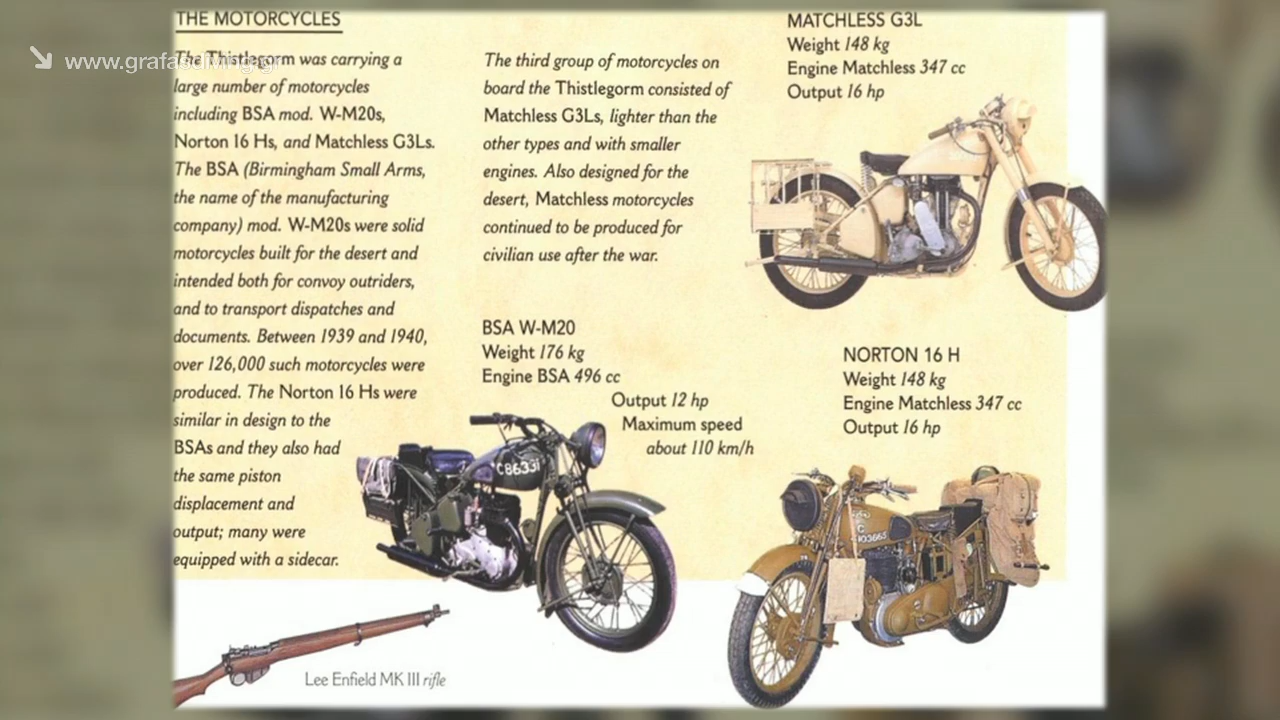 THE MOTORCYCLES
www.grafasdiving.gr
The Thistlegorm was carrying a
large number of motorcycles
including BSA mod. W-M20s,
Norton 16 Hs, and Matchless G3Ls.
The BSA (Birmingham Small Arms,
the name of the manufacturing
company) mod. W-M20s were solid
motorcycles built for the desert and
intended both for convoy outriders,
and to transport dispatches and
documents. Between 1939 and 1940,
over 126,000 such motorcycles were
produced. The Norton 16 Hs were
similar in design to the
BSAs and they also had
the same piston
displacement and
output; many were
equipped with a sidecar.
The third group of motorcycles on
board the Thistlegorm consisted of
Matchless G3Ls, lighter than the
other types and with smaller
engines. Also designed for the
desert, Matchless motorcycles
continued to be produced for
civilian use after the war.
MATCHLESS G3L
Weight 148 kg
Engine Matchless 347 cc
Output 16 hp
BSA W-M20
Weight 176 kg
Engine BSA 496 cc
Output 12 hp
Maximum speed
about 110 km/h
C86331
NORTON 16 H
Weight 148 kg
Engine Matchless 347 cc
Output 16 hp
Lee Enfield MK III rifle